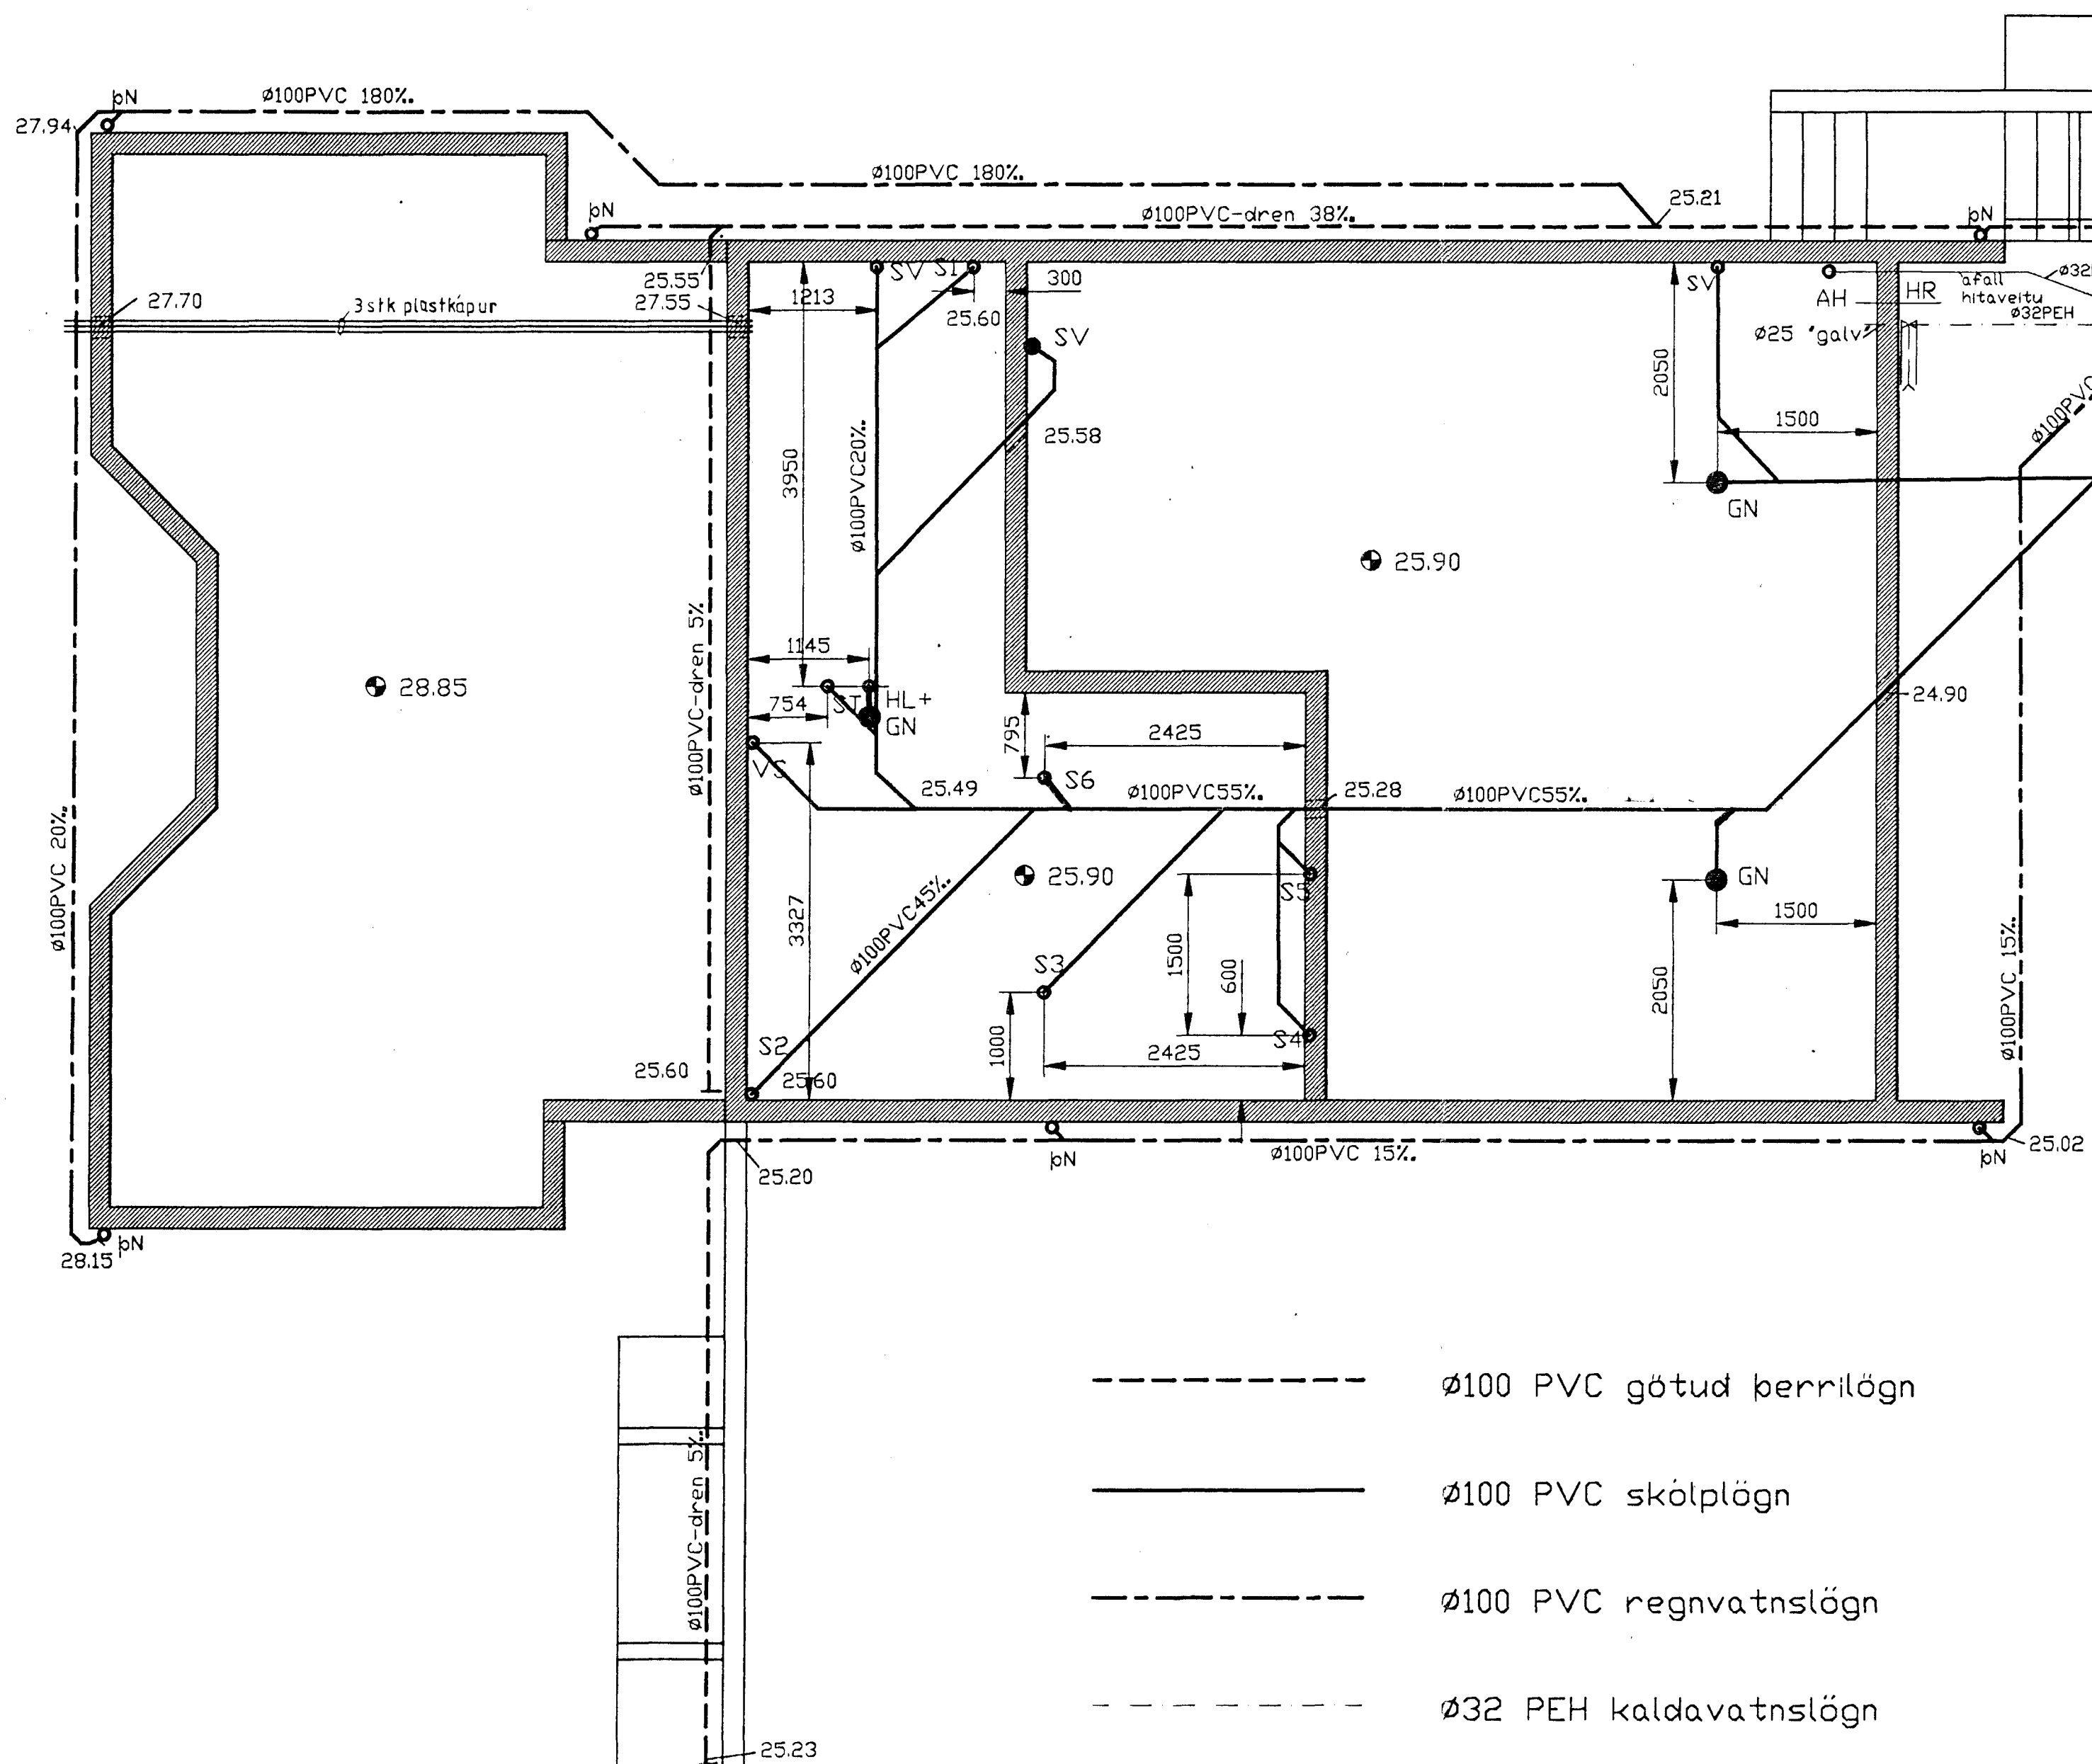 þN
Ø100PVC 180‰
27.94
Ø100PVC 180‰
25.21
þN
Ø100PVC-dren 38‰
þN
25.55
27.55
27.70
3stk plastkápur
SV
S1
300
1213
25.60
SV
SV
AH
HR
afall
hitaveitu
Ø32PEH
Ø25 "galv"
2050
1500
25.58
3950
Ø100PVC20‰
GN
25.90
28.85
Ø100PVC-dren 5‰
1145
754
ST
HL+
GN
VS
795
2425
S6
24.90
25.49
Ø100PVC55‰
25.28
Ø100PVC55‰
Ø100PVC 20‰
25.90
Ø100PVC45‰
3327
S5
1500
600
GN
1500
2050
S3
1000
2425
S4
Ø100PVC 15‰
S2
25.60
25.60
25.20
þN
Ø100PVC 15‰
þN
25.02
28.15
þN
Ø100PVC-dren 5‰
25.23
Ø100 PVC götud þerrilögn
Ø100 PVC skólplögn
Ø100 PVC regnvatnslögn
Ø32 PEH kaldavatnslögn